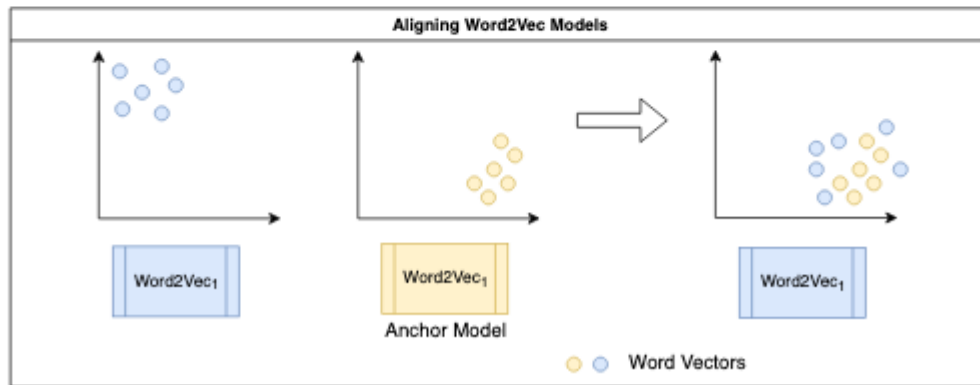 Aligning Word2Vec Models
Word2Vec₁
Word2Vec₁
Word2Vec₁
Anchor Model
Word Vectors